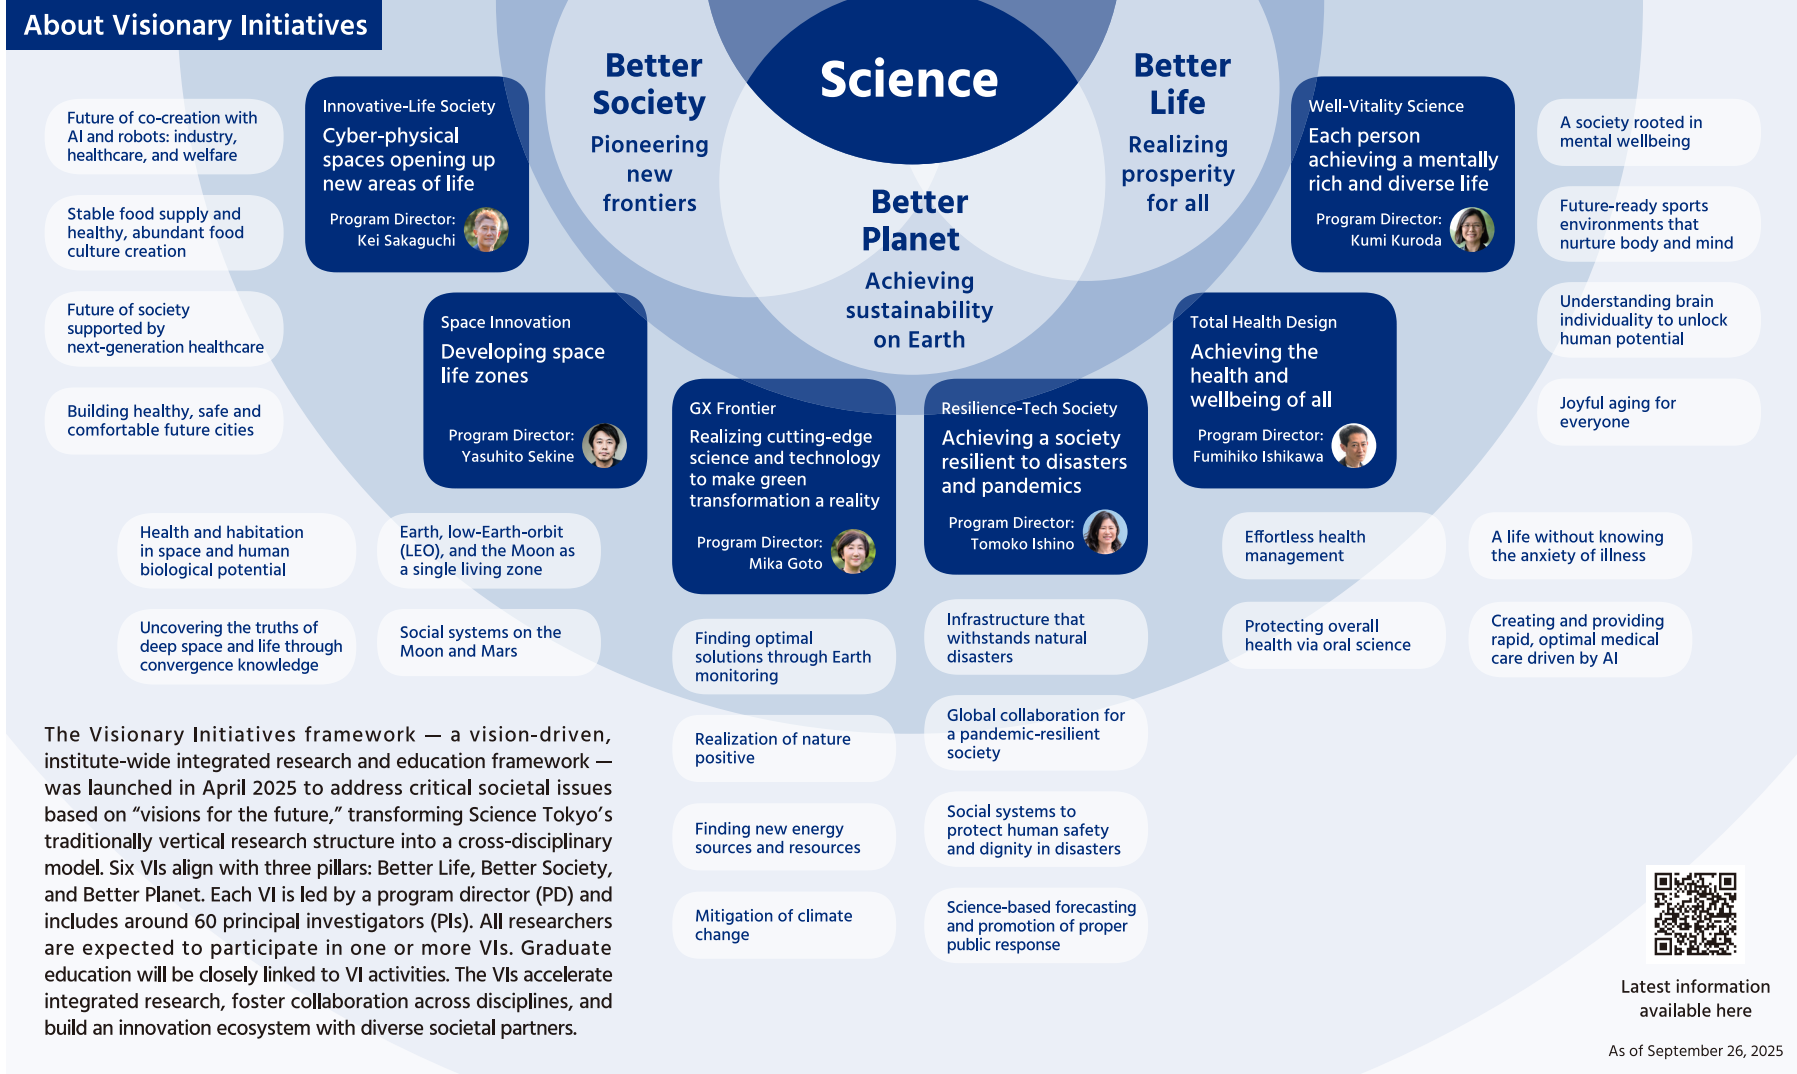 About Visionary Initiatives
Science
Better
Society
Pioneering
new
frontiers
Better
Planet
Achieving
sustainability
on Earth
Better
Life
Realizing
prosperity
for all
Innovative-Life Society
Cyber-physical
spaces opening up
new areas of life
Program Director:
Kei Sakaguchi
Future of co-creation with
AI and robots: industry,
healthcare, and welfare
Stable food supply and
healthy, abundant food
culture creation
Future of society
supported by
next-generation healthcare
Building healthy, safe and
comfortable future cities
Space Innovation
Developing space
life zones
Program Director:
Yasuhito Sekine
Health and habitation
in space and human
biological potential
Earth, low-Earth-orbit
(LEO), and the Moon as
a single living zone
Uncovering the truths of
deep space and life through
convergence knowledge
Social systems on the
Moon and Mars
GX Frontier
Realizing cutting-edge
science and technology
to make green
transformation a reality
Program Director:
Mika Goto
Finding optimal
solutions through Earth
monitoring
Realization of nature
positive
Finding new energy
sources and resources
Mitigation of climate
change
Resilience-Tech Society
Achieving a society
resilient to disasters
and pandemics
Program Director:
Tomoko Ishino
Infrastructure that
withstands natural
disasters
Global collaboration for
a pandemic-resilient
society
Social systems to
protect human safety
and dignity in disasters
Science-based forecasting
and promotion of proper
public response
Total Health Design
Achieving the
health and
wellbeing of all
Program Director:
Fumihiko Ishikawa
Effortless health
management
A life without knowing
the anxiety of illness
Protecting overall
health via oral science
Creating and providing
rapid, optimal medical
care driven by AI
Well-Vitality Science
Each person
achieving a mentally
rich and diverse life
Program Director:
Kumi Kuroda
A society rooted in
mental wellbeing
Future-ready sports
environments that
nurture body and mind
Understanding brain
individuality to unlock
human potential
Joyful aging for
everyone
The Visionary Initiatives framework — a vision-driven,
institute-wide integrated research and education framework —
was launched in April 2025 to address critical societal issues
based on “visions for the future,” transforming Science Tokyo’s
traditionally vertical research structure into a cross-disciplinary
model. Six VIs align with three pillars: Better Life, Better Society,
and Better Planet. Each VI is led by a program director (PD) and
includes around 60 principal investigators (PIs). All researchers
are expected to participate in one or more VIs. Graduate
education will be closely linked to VI activities. The VIs accelerate
integrated research, foster collaboration across disciplines, and
build an innovation ecosystem with diverse societal partners.
Latest information
available here
As of September 26, 2025